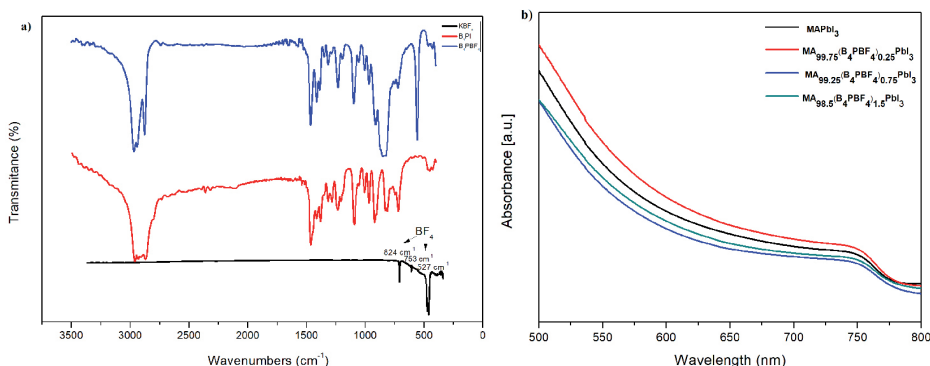 a)
KBF4
B4PI
B4PBF4
Transmitance (%)
BF4
624 cm-1
753 cm-1
527 cm-1
3500 3000 2500 2000 1500 1000 500 0
Wavenumbers (cm-1)
b)
MAPbI3
MA99.75(B4PBF4)0.25PbI3
MA99.25(B4PBF4)0.75PbI3
MA98.5(B4PBF4)1.5PbI3
Absorbance [a.u.]
500 550 600 650 700 750 800
Wavelength (nm)